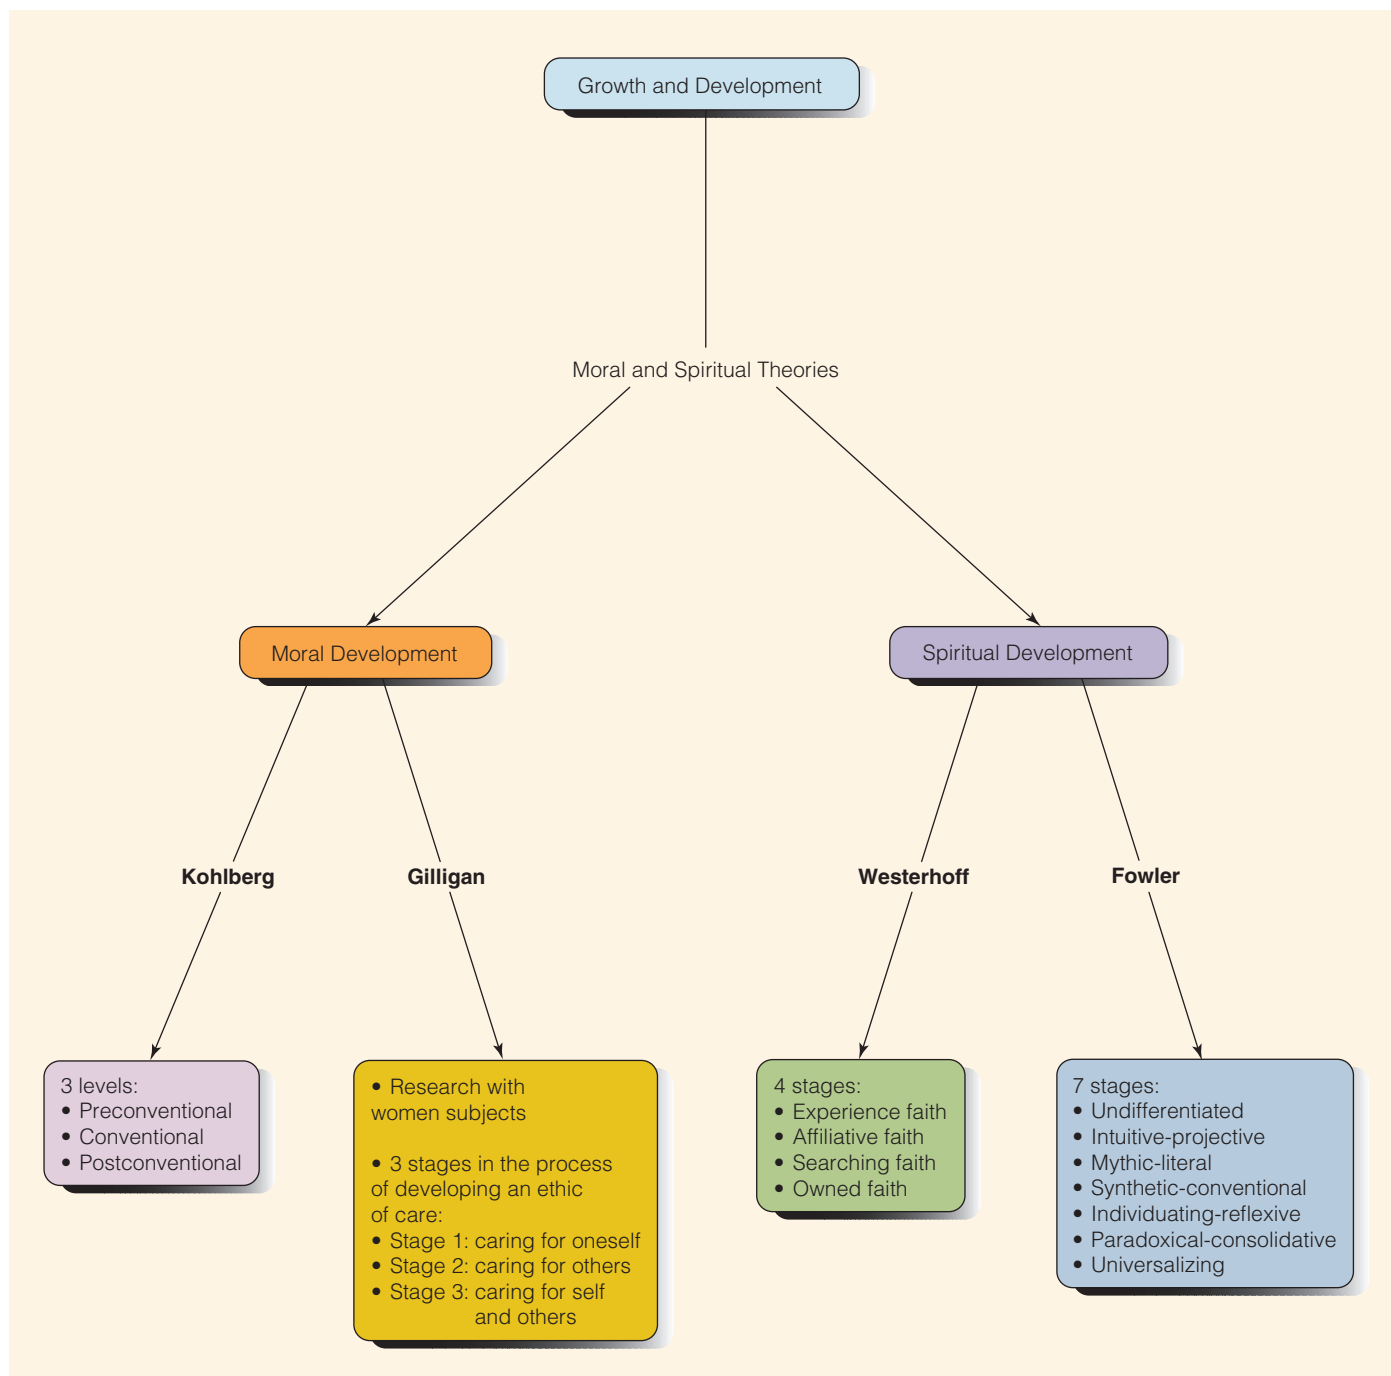 Growth and Development
Moral and Spiritual Theories
Moral Development
Spiritual Development
Kohlberg
Gilligan
Westerhoff
Fowler
3 levels:
• Preconventional
• Conventional
• Postconventional
• Research with
women subjects
• 3 stages in the process
of developing an ethic
of care:
• Stage 1: caring for oneself
• Stage 2: caring for others
• Stage 3: caring for self
and others
4 stages:
• Experience faith
• Affiliative faith
• Searching faith
• Owned faith
7 stages:
• Undifferentiated
• Intuitive-projective
• Mythic-literal
• Synthetic-conventional
• Individuating-reflexive
• Paradoxical-consolidative
• Universalizing